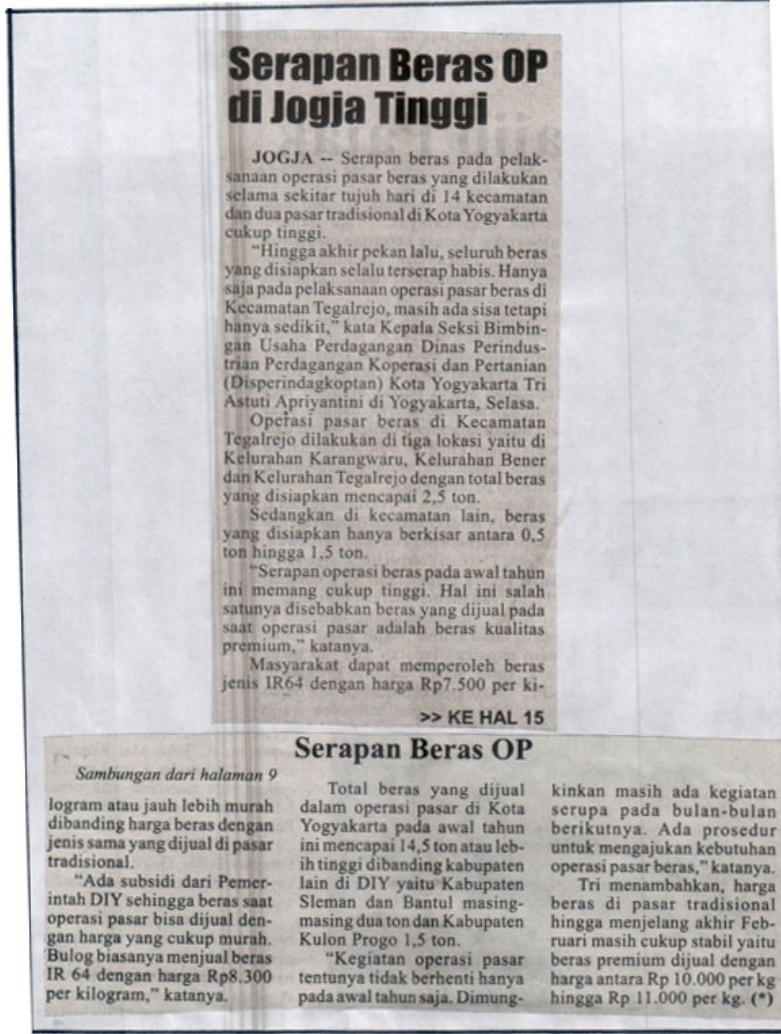 Serapan Beras OP
di Jogja Tinggi
JOGJA -- Serapan beras pada pelak-
sanaan operasi pasar beras yang dilakukan
selama sekitar tujuh hari di 14 kecamatan
dan dua pasar tradisional di Kota Yogyakarta
cukup tinggi.
"Hingga akhir pekan lalu, seluruh beras
yang disiapkan selalu terserap habis. Hanya
saja pada pelaksanaan operasi pasar beras di
Kecamatan Tegalrejo, masih ada sisa tetapi
hanya sedikit," kata Kepala Seksi Bimbin-
gan Usaha Perdagangan Dinas Perindus-
trian Perdagangan Koperasi dan Pertanian
(Disperindagkoptan) Kota Yogyakarta Tri
Astuti Apriyantini di Yogyakarta, Selasa.
Operasi pasar beras di Kecamatan
Tegalrejo dilakukan di tiga lokasi yaitu di
Kelurahan Karangwaru, Kelurahan Bener
dan Kelurahan Tegalrejo dengan total beras
yang disiapkan mencapai 2,5 ton.
Sedangkan di kecamatan lain, beras
yang disiapkan hanya berkisar antara 0,5
ton hingga 1,5 ton.
"Serapan operasi beras pada awal tahun
ini memang cukup tinggi. Hal ini salah
satunya disebabkan beras yang dijual pada
saat operasi pasar adalah beras kualitas
premium," katanya.
Masyarakat dapat memperoleh beras
jenis IR64 dengan harga Rp7.500 per ki-
>> KE HAL 15
Serapan Beras OP
Sambungan dari halaman 9
logram atau jauh lebih murah
dibanding harga beras dengan
jenis sama yang dijual di pasar
tradisional.
"Ada subsidi dari Pemer-
intah DIY sehingga beras saat
operasi pasar bisa dijual den-
gan harga yang cukup murah.
Bulog biasanya menjual beras
IR 64 dengan harga Rp8.300
per kilogram," katanya.
Total beras yang dijual
dalam operasi pasar di Kota
Yogyakarta pada awal tahun
ini mencapai 14,5 ton atau leb-
ih tinggi dibanding kabupaten
lain di DIY yaitu Kabupaten
Sleman dan Bantul masing-
masing dua ton dan Kabupaten
Kulon Progo 1,5 ton.
"Kegiatan operasi pasar
tentunya tidak berhenti hanya
pada awal tahun saja. Dimung-
kinkan masih ada kegiatan
serupa pada bulan-bulan
berikutnya. Ada prosedur
untuk mengajukan kebutuhan
operasi pasar beras," katanya.
Tri menambahkan, harga
beras di pasar tradisional
hingga menjelang akhir Feb-
ruari masih cukup stabil yaitu
beras premium dijual dengan
harga antara Rp 10.000 per kg
hingga Rp 11.000 per kg. (*)